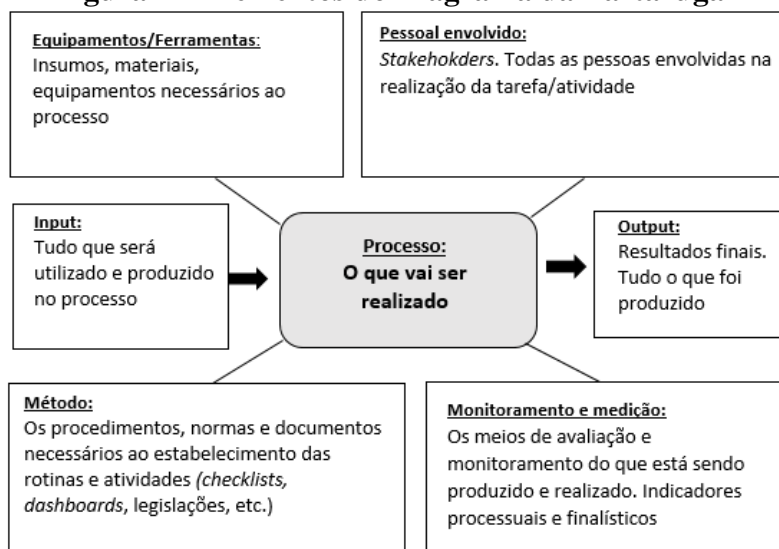 Equipamentos/Ferramentas:
Insumos, materiais,
equipamentos necessários ao
processo
Pessoal envolvido:
Stakehokders. Todas as pessoas envolvidas na
realização da tarefa/atividade
Input:
Tudo que será
utilizado e produzido
no processo
Processo:
O que vai ser
realizado
Output:
Resultados finais.
Tudo o que foi
produzido
Método:
Os procedimentos, normas e documentos
necessários ao estabelecimento das
rotinas e atividades (checklists,
dashboards, legislações, etc.)
Monitoramento e medição:
Os meios de avaliação e
monitoramento do que está sendo
produzido e realizado. Indicadores
processuais e finalísticos